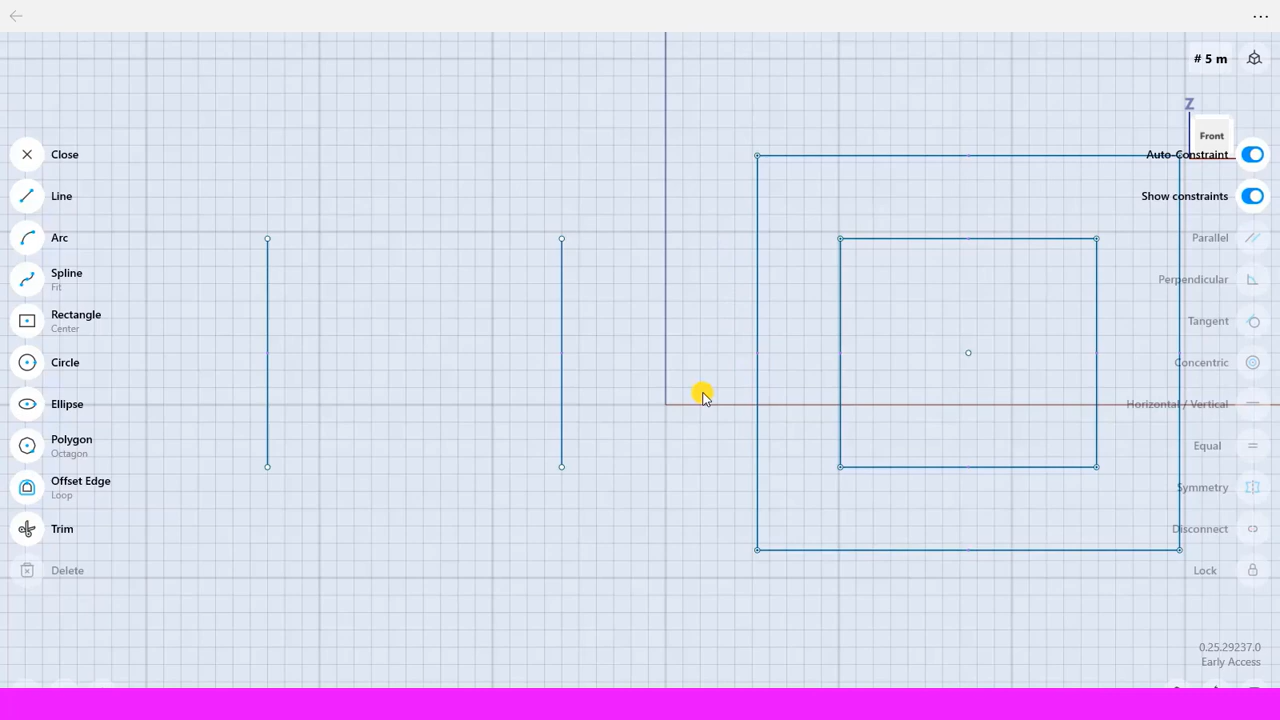 # 5 m
Z
Front
Close
Line
Arc
Spline
Fit
Rectangle
Center
Circle
Ellipse
Polygon
Octagon
Offset Edge
Loop
Trim
Delete
Auto-Constraint
Show constraints
Parallel
Perpendicular
Tangent
Concentric
Horizontal / Vertical
Equal
Symmetry
Disconnect
Lock
0.25.29237.0
Early Access